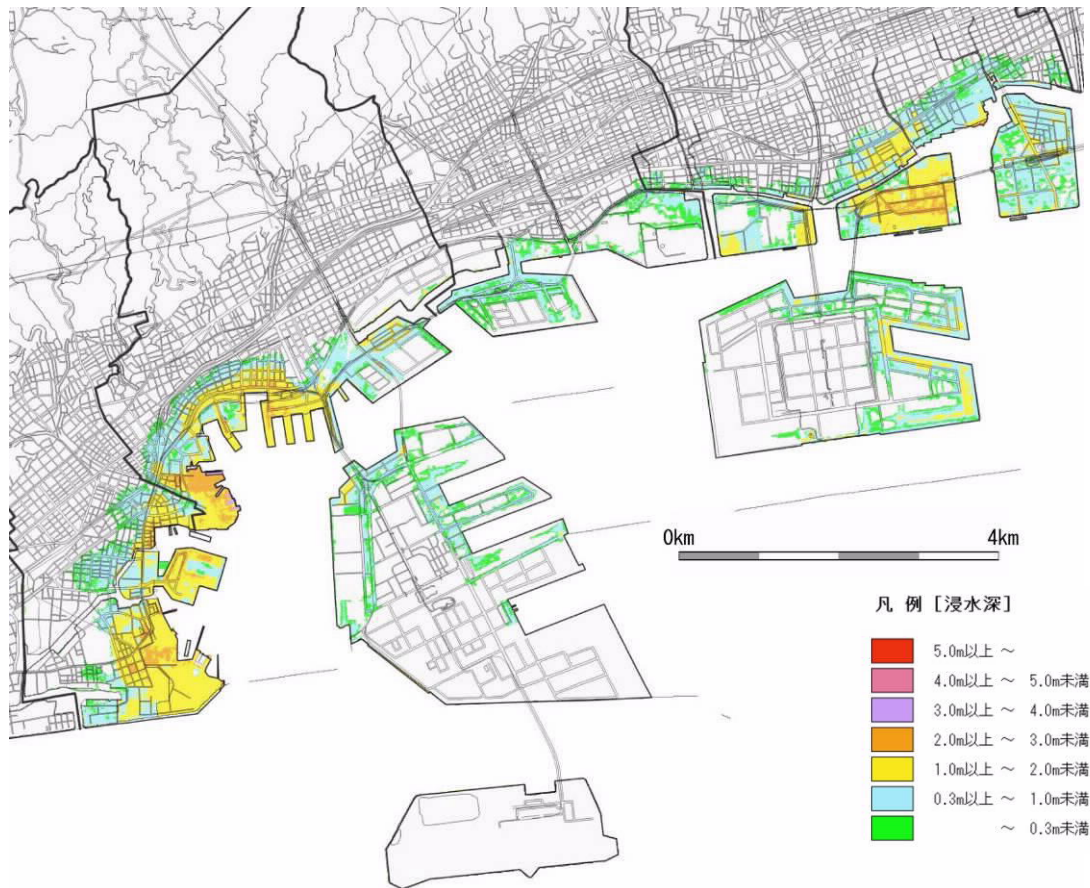 0km 4km
凡 例 [浸水深]
5.0m以上 ～
4.0m以上 ～ 5.0m未満
3.0m以上 ～ 4.0m未満
2.0m以上 ～ 3.0m未満
1.0m以上 ～ 2.0m未満
0.3m以上 ～ 1.0m未満
～ 0.3m未満